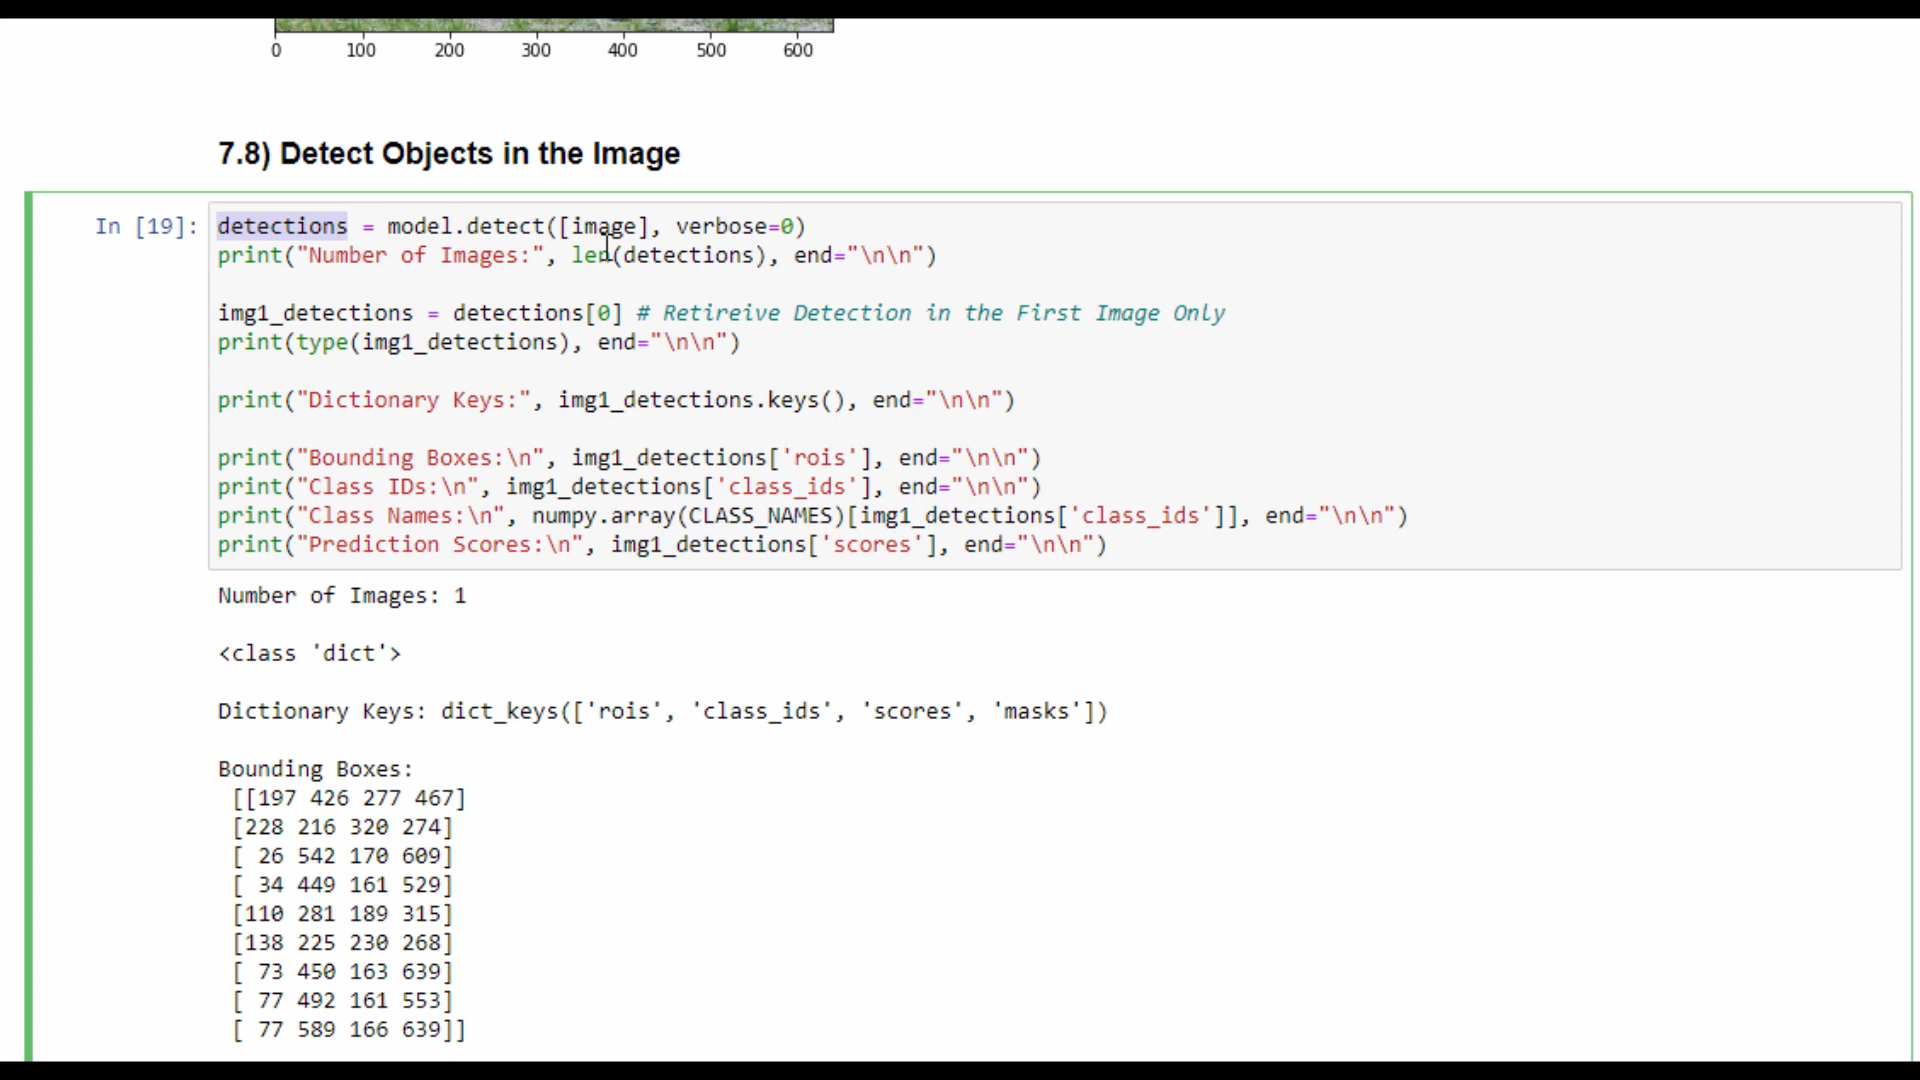 0 100 200 300 400 500 600
7.8) Detect Objects in the Image
In [19]: detections = model.detect([image], verbose=0)
print("Number of Images:", len(detections), end="\n\n")
img1_detections = detections[0] # Retireive Detection in the First Image Only
print(type(img1_detections), end="\n\n")
print("Dictionary Keys:", img1_detections.keys(), end="\n\n")
print("Bounding Boxes:\n", img1_detections['rois'], end="\n\n")
print("Class IDs:\n", img1_detections['class_ids'], end="\n\n")
print("Class Names:\n", numpy.array(CLASS_NAMES)[img1_detections['class_ids']], end="\n\n")
print("Prediction Scores:\n", img1_detections['scores'], end="\n\n")
Number of Images: 1
<class 'dict'>
Dictionary Keys: dict_keys(['rois', 'class_ids', 'scores', 'masks'])
Bounding Boxes:
[[197 426 277 467]
[228 216 320 274]
[ 26 542 170 609]
[ 34 449 161 529]
[110 281 189 315]
[138 225 230 268]
[ 73 450 163 639]
[ 77 492 161 553]
[ 77 589 166 639]]